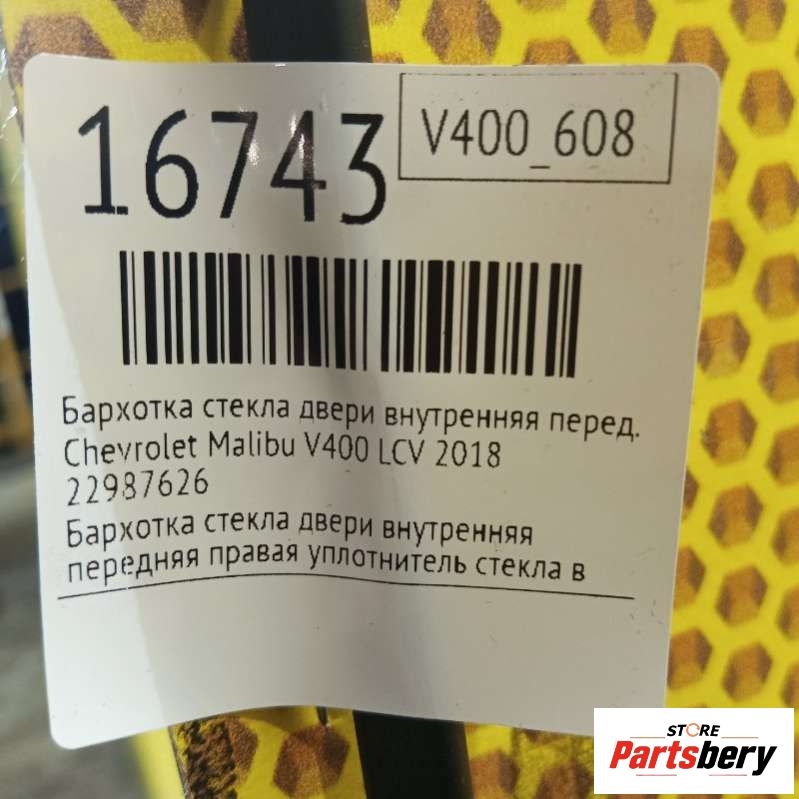 16743
V400_608
Бархотка стекла двери внутренняя перед.
Chevrolet Malibu V400 LCV 2018
22987626
Бархотка стекла двери внутренняя
передняя правая уплотнитель стекла в
STORE
Partsbery